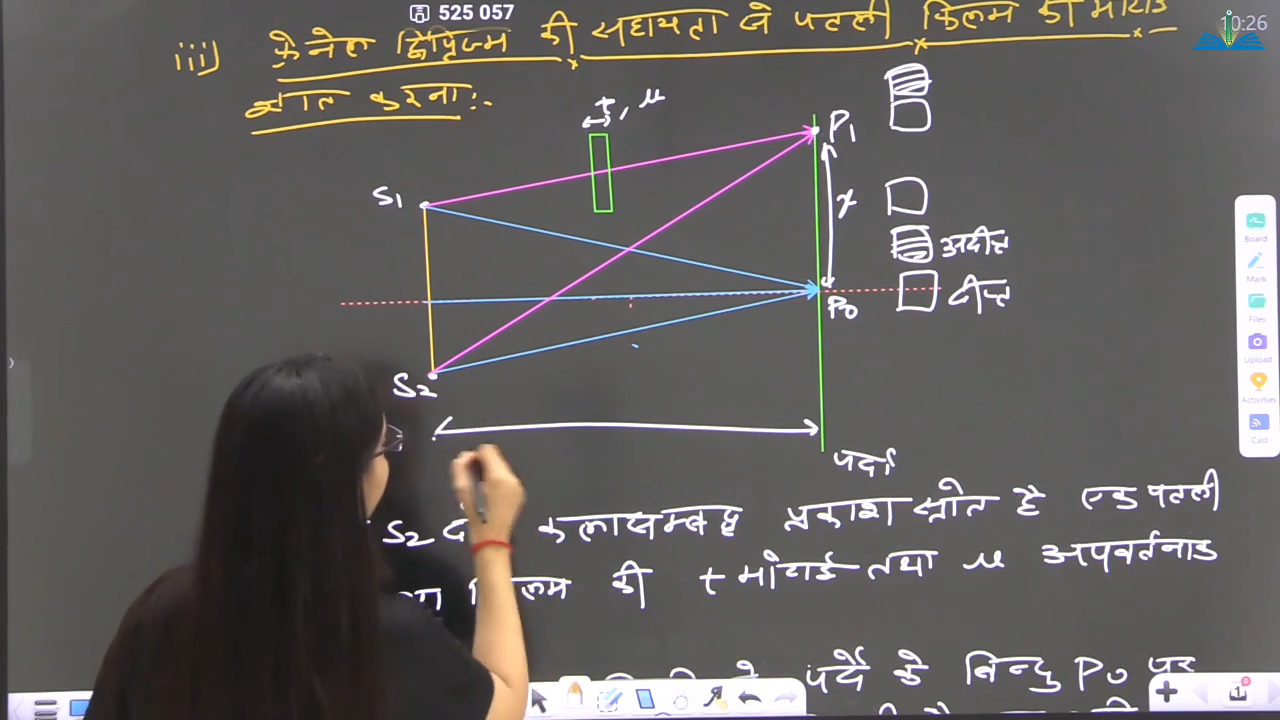 525 057
10:26
iii) फ्रेनेल द्विप्रिज्म की सहायता से पतली फिल्म की मोटाई
ज्ञात करना:-
t, μ
P1
S1
x
अदीप्त
P0
दीप्त
S2
पर्दा
S2 कलासम्बद्ध प्रकाश स्रोत है एक पतली
की t मोटाई तथा μ अपवर्तनांक
पर्दे के बिन्दु P0 पर
Board
Mark
Files
Upload
Activities
Cast